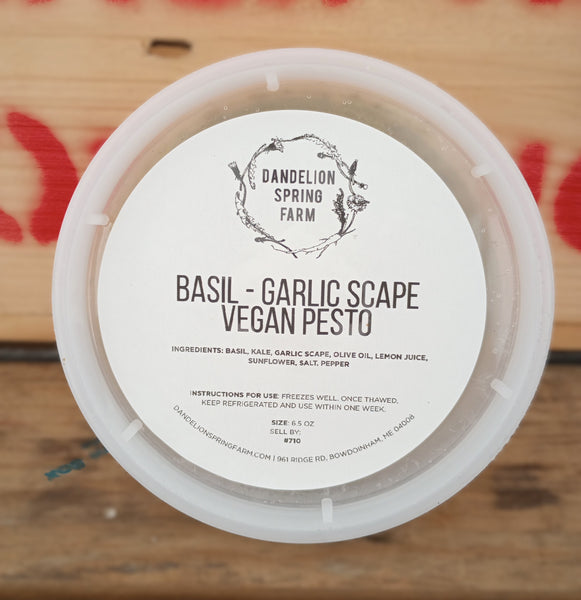 DANDELION
SPRING
FARM
BASIL - GARLIC SCAPE
VEGAN PESTO
INGREDIENTS: BASIL, KALE, GARLIC SCAPE, OLIVE OIL, LEMON JUICE,
SUNFLOWER, SALT, PEPPER
INSTRUCTIONS FOR USE: FREEZES WELL. ONCE THAWED,
KEEP REFRIGERATED AND USE WITHIN ONE WEEK.
SIZE: 6.5 OZ
SELL BY:
#710
DANDELIONSPRINGFARM.COM | 961 RIDGE RD, BOWDOINHAM, ME 04008